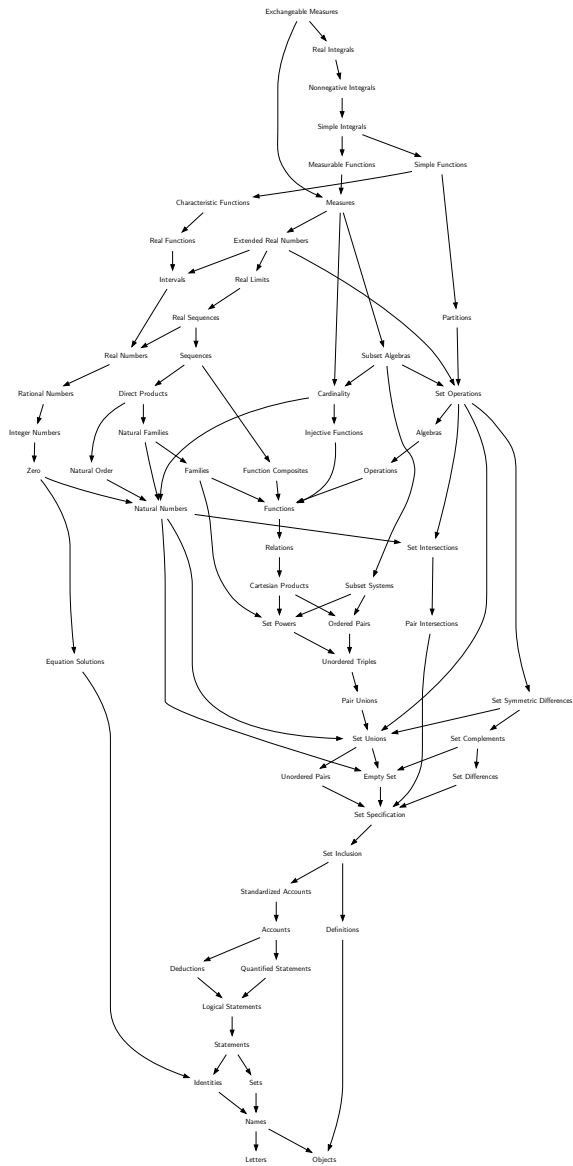 Exchangeable Measures
Real Integrals
Nonnegative Integrals
Simple Integrals
Measurable Functions
Simple Functions
Characteristic Functions
Measures
Real Functions
Extended Real Numbers
Intervals
Real Limits
Real Sequences
Partitions
Real Numbers
Sequences
Subset Algebras
Rational Numbers
Direct Products
Cardinality
Set Operations
Integer Numbers
Natural Families
Injective Functions
Algebras
Zero
Natural Order
Families
Function Composites
Operations
Natural Numbers
Functions
Relations
Set Intersections
Cartesian Products
Subset Systems
Set Powers
Ordered Pairs
Pair Intersections
Equation Solutions
Unordered Triples
Pair Unions
Set Symmetric Differences
Set Unions
Set Complements
Unordered Pairs
Empty Set
Set Differences
Set Specification
Set Inclusion
Standardized Accounts
Accounts
Definitions
Deductions
Quantified Statements
Logical Statements
Statements
Identities
Sets
Names
Letters
Objects